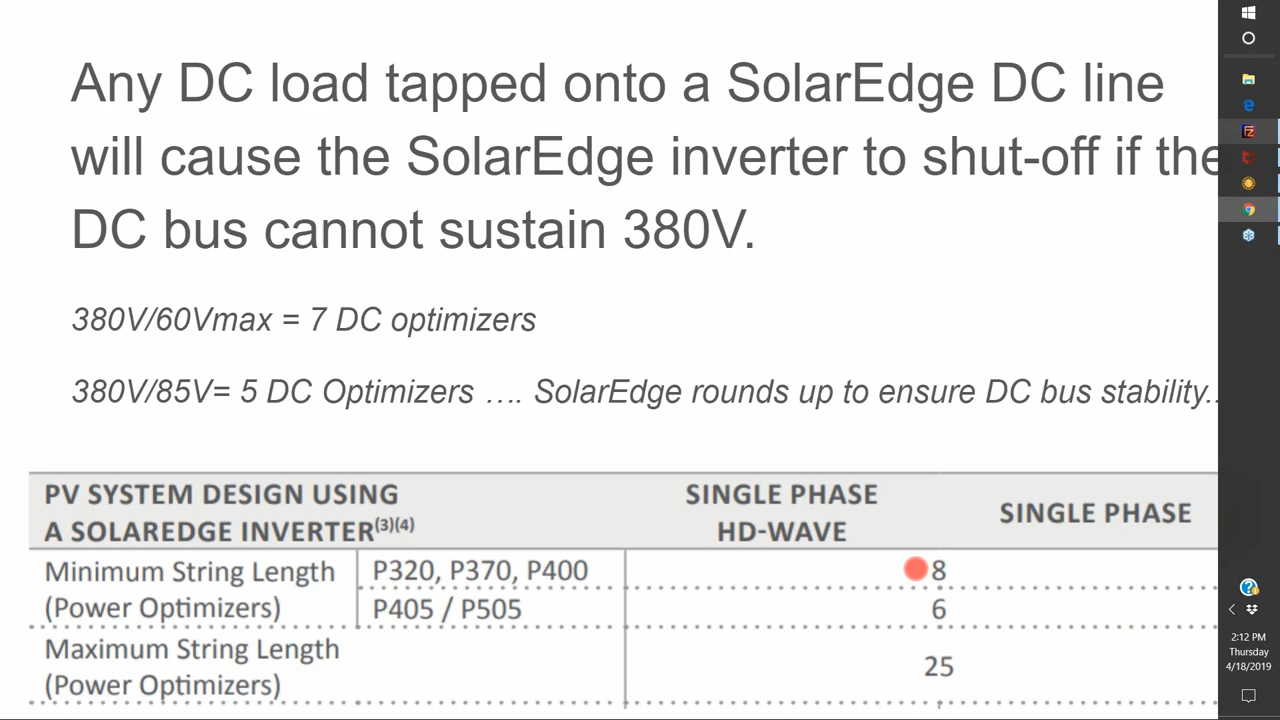 Any DC load tapped onto a SolarEdge DC line
will cause the SolarEdge inverter to shut-off if the
DC bus cannot sustain 380V.
380V/60Vmax = 7 DC optimizers
380V/85V= 5 DC Optimizers …. SolarEdge rounds up to ensure DC bus stability..
PV SYSTEM DESIGN USING
A SOLAREDGE INVERTER(3)(4)
SINGLE PHASE
HD-WAVE
SINGLE PHASE
Minimum String Length
(Power Optimizers)
P320, P370, P400
8
P405 / P505
6
Maximum String Length
(Power Optimizers)
25
2:12 PM
Thursday
4/18/2019